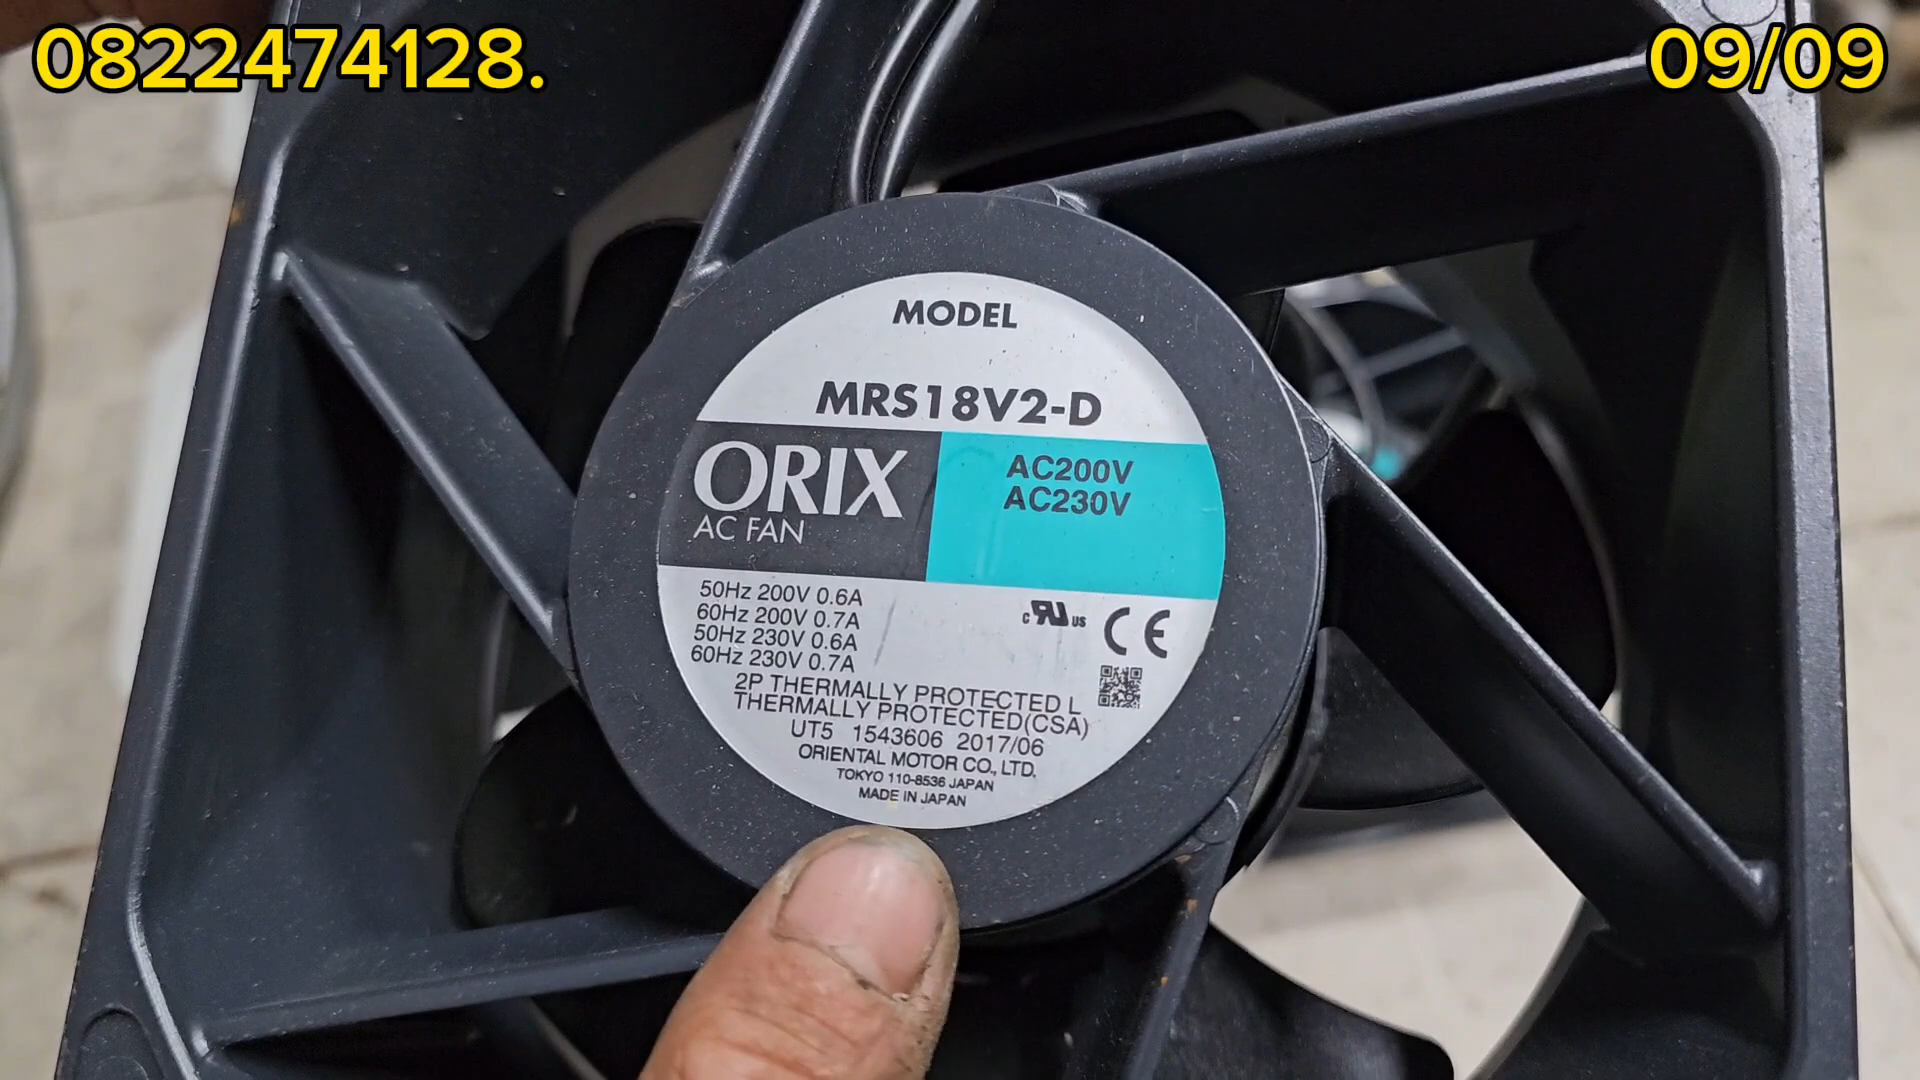 0822474128.
09/09
MODEL
MRS18V2-D
ORIX
AC FAN
AC200V
AC230V
50Hz 200V 0.6A
60Hz 200V 0.7A
50Hz 230V 0.6A
60Hz 230V 0.7A
c RU US
CE
2P THERMALLY PROTECTED L
THERMALLY PROTECTED(CSA)
UT5 1543606 2017/06
ORIENTAL MOTOR CO., LTD.
TOKYO 110-8536 JAPAN
MADE IN JAPAN